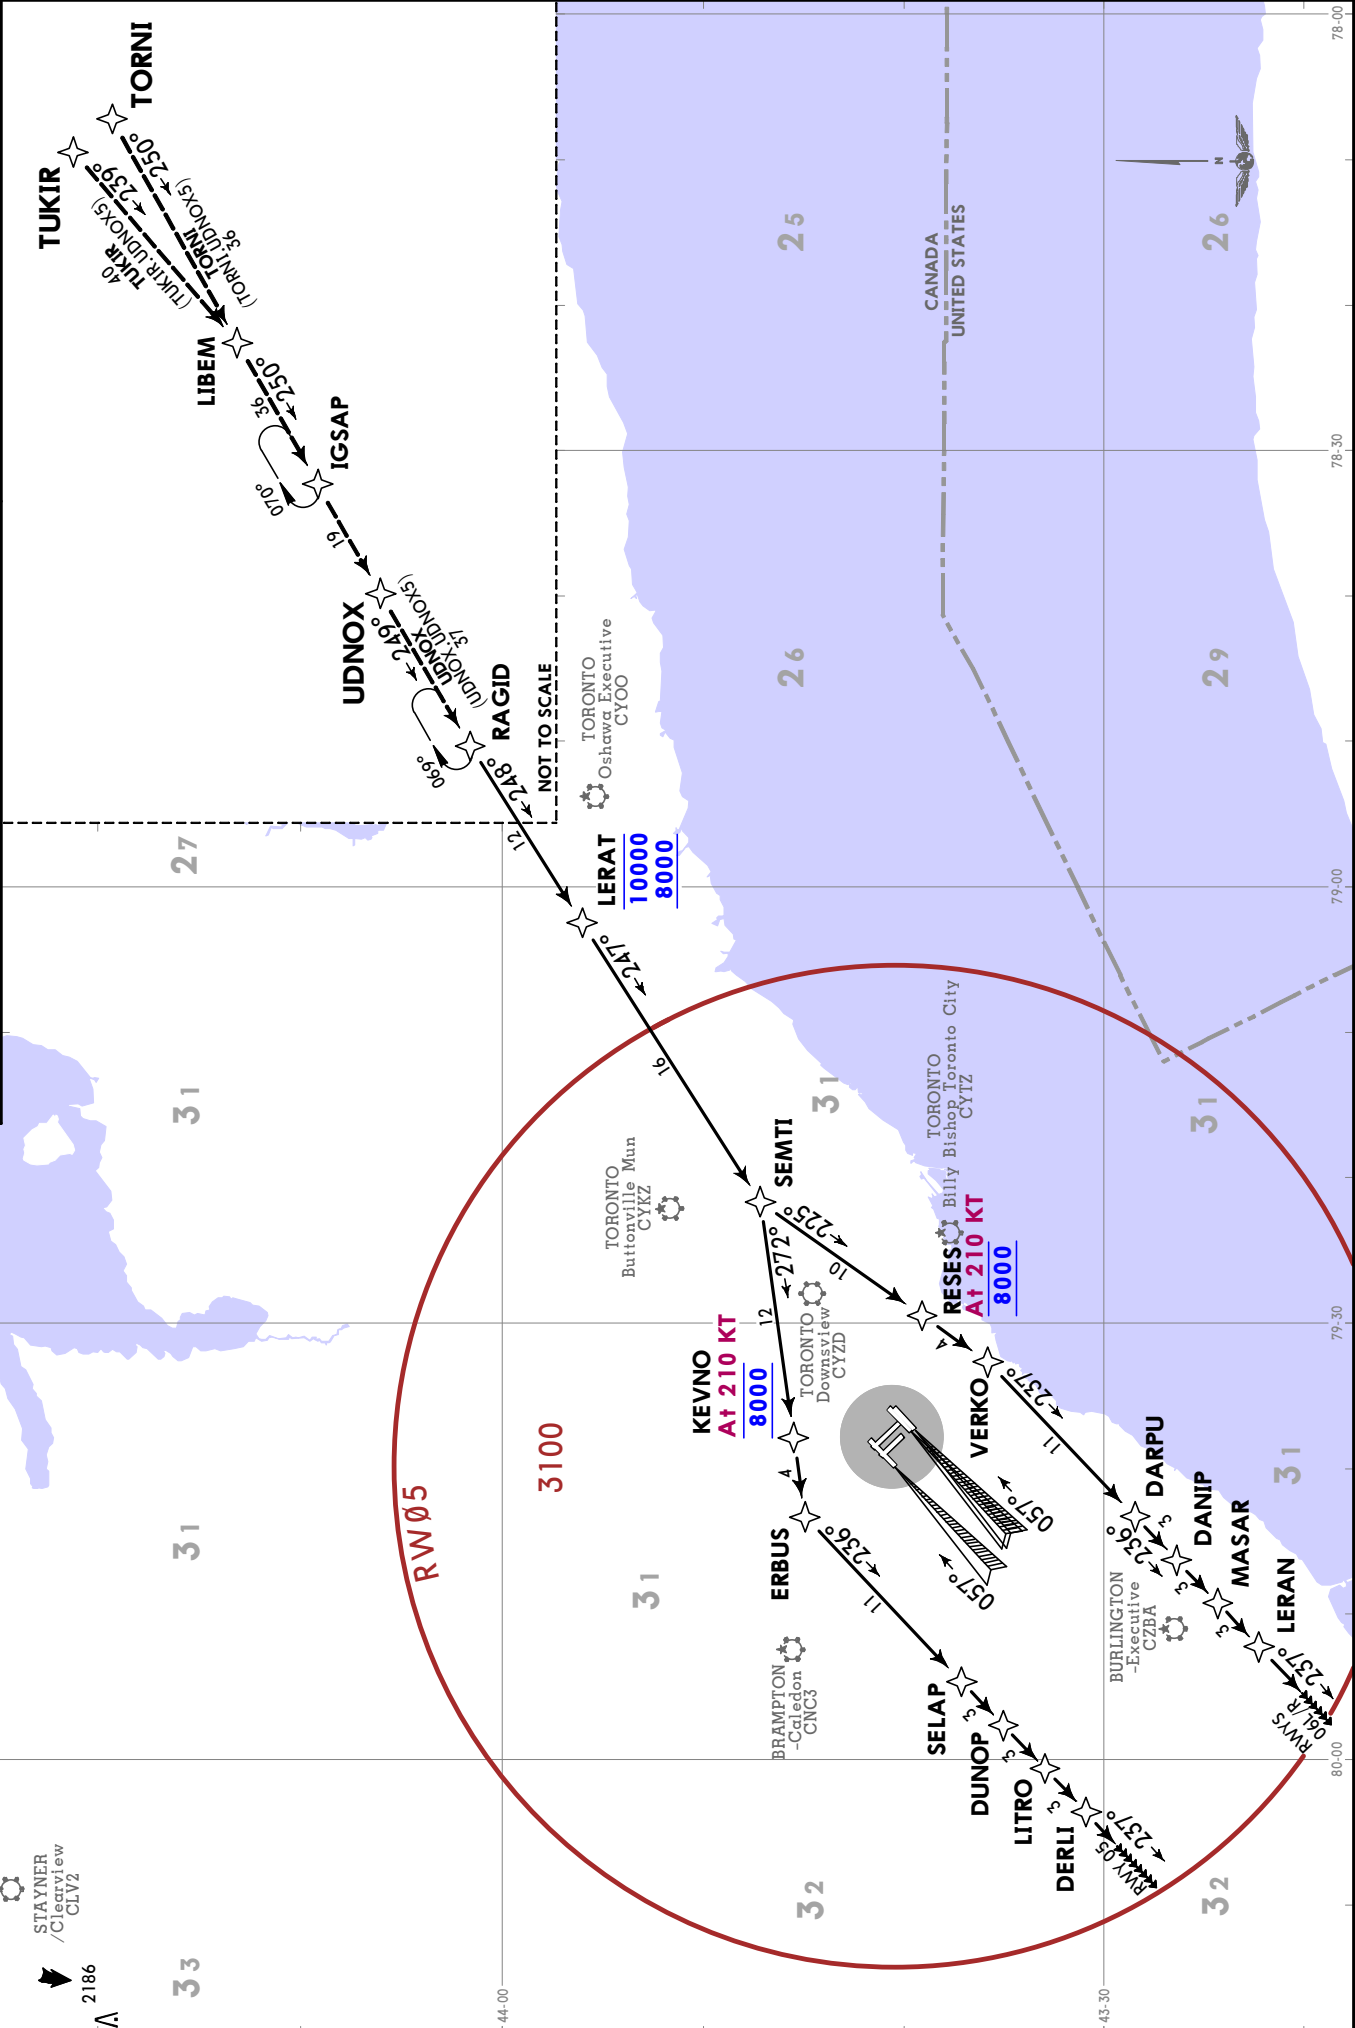 TORNI
TUKIR
239°
(TUKIR.UDNOX5)
TUKIR
40
250°
(TORNI.UDNOX5)
TORNI
36
LIBEM
250°
36
IGSAP
070°
19
UDNOX
249°
(UDNOX.UDNOX5)
UDNOX
37
RAGID
069°
NOT TO SCALE
248°
12
LERAT
10000
8000
247°
16
SEMTI
272°
12
225°
10
KEVNO
At 210 KT
8000
4
ERBUS
236°
11
SELAP
3
DUNOP
3
LITRO
3
DERLI
237°
RWY 05
RESES
At 210 KT
8000
4
VERKO
237°
11
DARPU
236°
3
DANIP
3
MASAR
3
LERAN
237°
RWYS
06L/R
057°
057°
RWØ5
3100
TORONTO
Oshawa Executive
CYOO
TORONTO
Buttonville Mun
CYKZ
TORONTO
Billy Bishop Toronto City
CYTZ
TORONTO
Downsview
CYZD
BRAMPTON
-Caledon
CNC3
BURLINGTON
-Executive
CZBA
STAYNER
/Clearview
CLV2
2186
CANADA
UNITED STATES
N
27
25
26
26
29
31
31
31
31
31
31
32
32
33
78-00
78-30
79-00
79-30
80-00
44-00
43-30